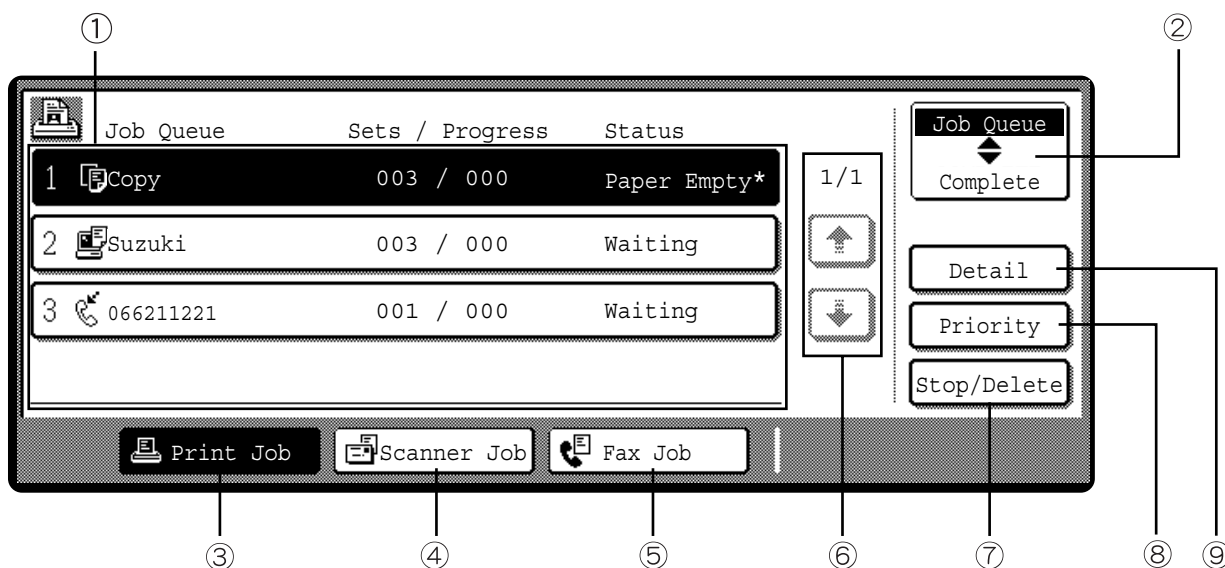 ① ②
Job Queue Sets / Progress Status
1 Copy 003 / 000 Paper Empty*
2 Suzuki 003 / 000 Waiting
3 066211221 001 / 000 Waiting
1/1
Job Queue
Complete
Detail
Priority
Stop/Delete
Print Job Scanner Job Fax Job
③ ④ ⑤ ⑥ ⑦ ⑧ ⑨